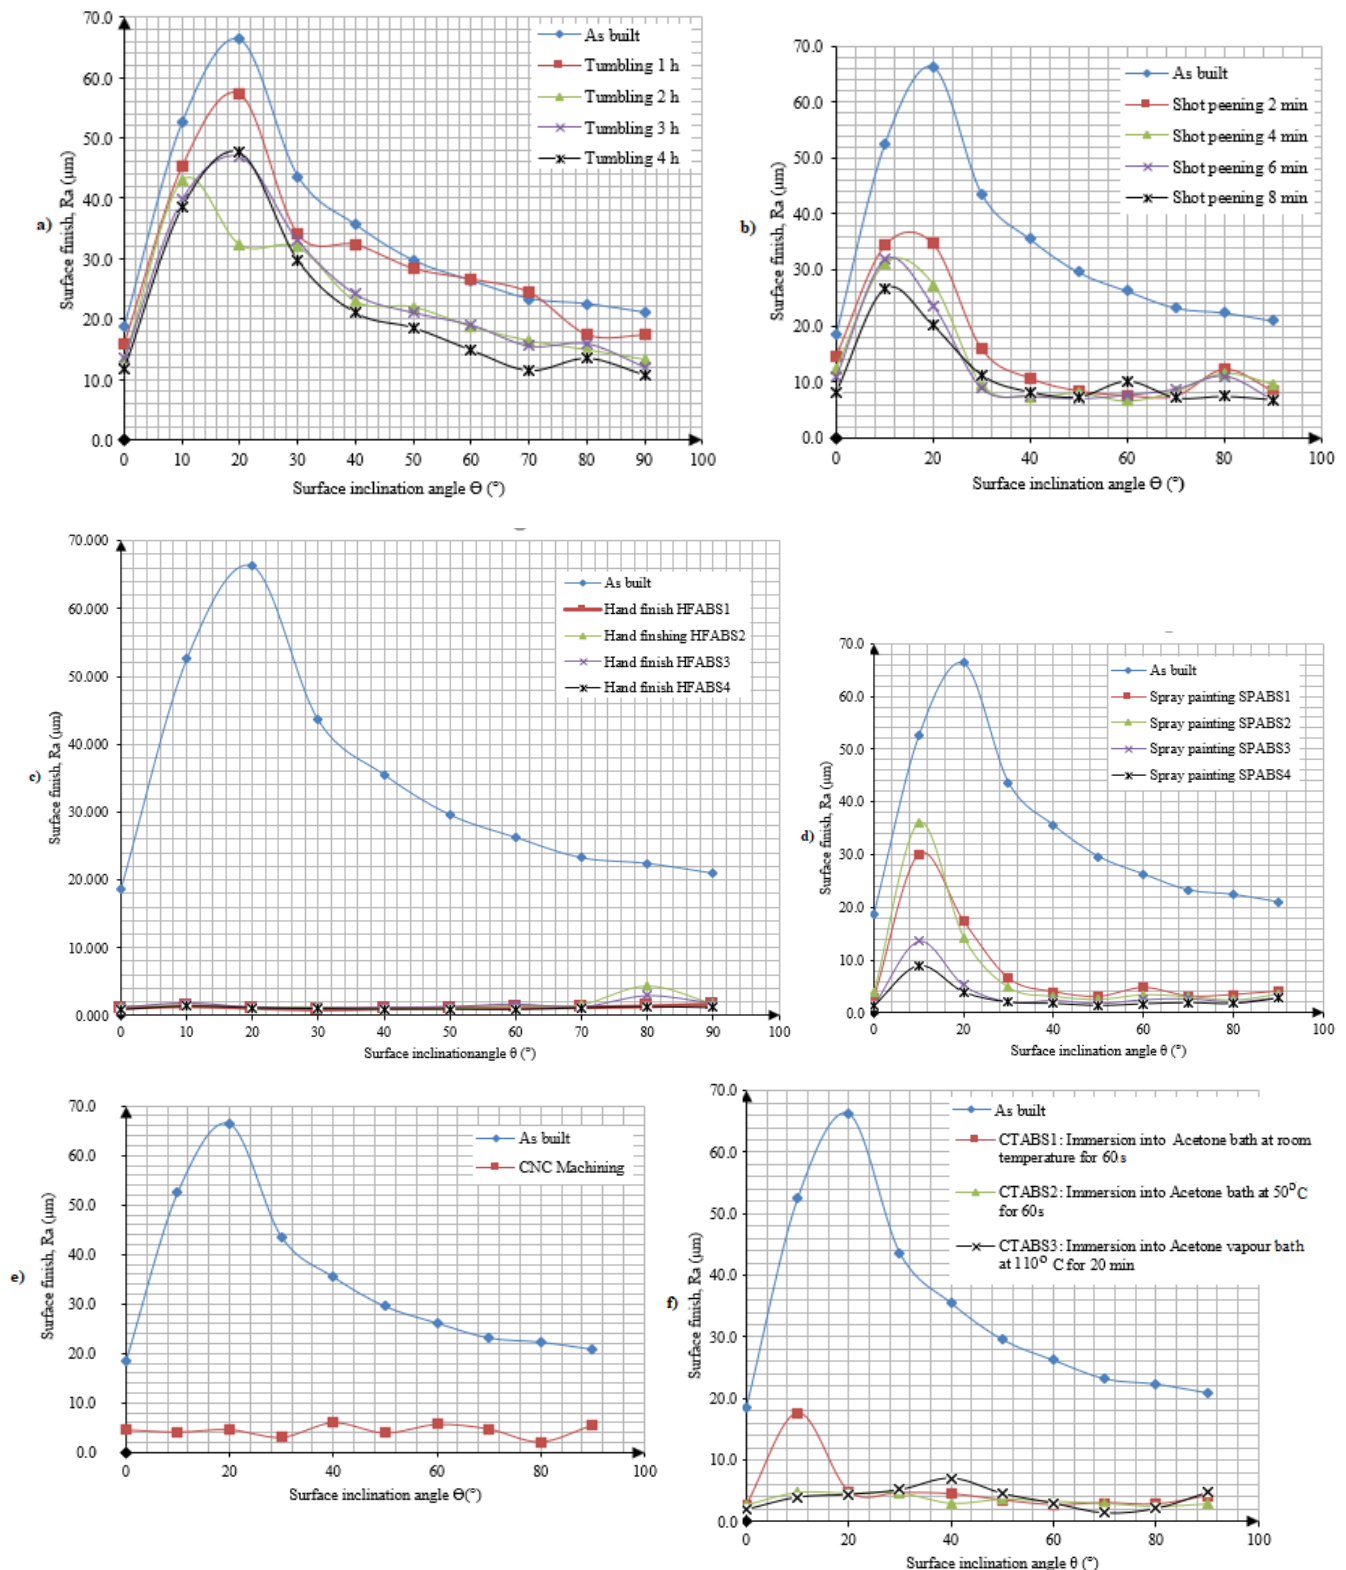 a)
Surface finish, Ra (μm)
70.0
60.0
50.0
40.0
30.0
20.0
10.0
0.0
As built
Tumbling 1 h
Tumbling 2 h
Tumbling 3 h
Tumbling 4 h
0 10 20 30 40 50 60 70 80 90 100
Surface inclination angle Ɵ (°)
b)
Surface finish, Ra (μm)
70.0
60.0
50.0
40.0
30.0
20.0
10.0
0.0
As built
Shot peening 2 min
Shot peening 4 min
Shot peening 6 min
Shot peening 8 min
0 20 40 60 80 100
Surface inclination angle Ɵ (°)
c)
Surface finish, Ra (μm)
70.000
60.000
50.000
40.000
30.000
20.000
10.000
0.000
As built
Hand finish HFABS1
Hand finshing HFABS2
Hand finish HFABS3
Hand finish HFABS4
0 10 20 30 40 50 60 70 80 90 100
Surface inclinationangle θ (°)
d)
Surface finish, Ra (μm)
70.0
60.0
50.0
40.0
30.0
20.0
10.0
0.0
As built
Spray painting SPABS1
Spray painting SPABS2
Spray painting SPABS3
Spray painting SPABS4
0 20 40 60 80 100
Surface inclination angle θ (°)
e)
Surface finish, Ra (μm)
70.0
60.0
50.0
40.0
30.0
20.0
10.0
0.0
As built
CNC Machining
0 20 40 60 80 100
Surface inclination angle Ɵ(°)
f)
Surface finish, Ra (μm)
70.0
60.0
50.0
40.0
30.0
20.0
10.0
0.0
As built
CTABS1: Immersion into Acetone bath at room
temperature for 60s
CTABS2: Immersion into Acetone bath at 50⁰C
for 60s
CTABS3: Immersion into Acetone vapour bath
at 110⁰ C for 20 min
0 20 40 60 80 100
Surface inclination angle θ (°)